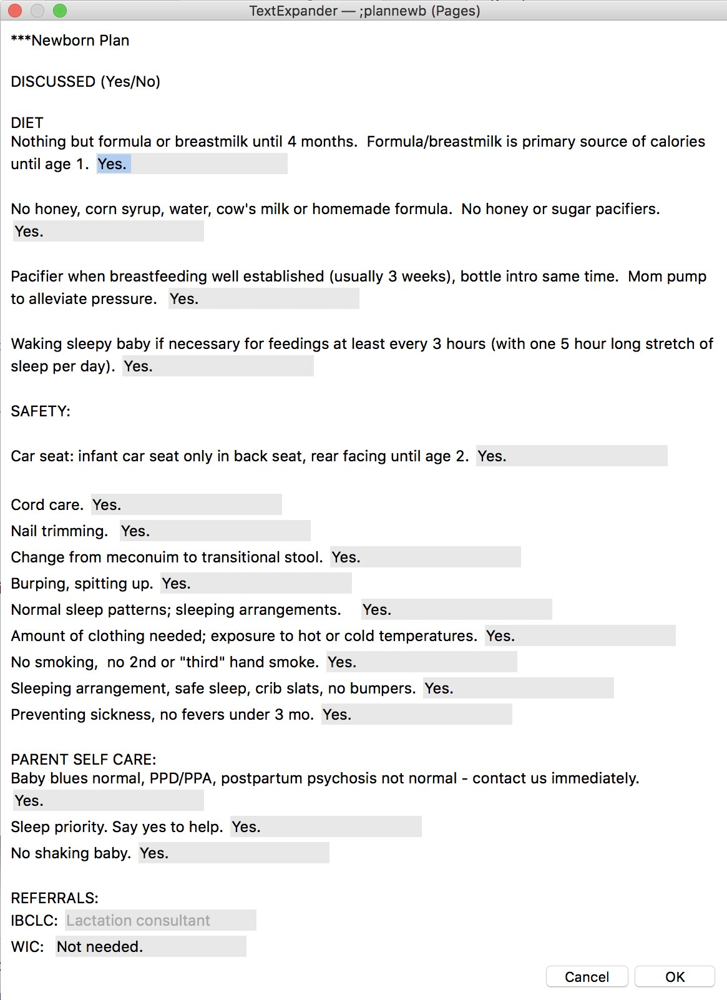 TextExpander — ;plannewb (Pages)
***Newborn Plan
DISCUSSED (Yes/No)
DIET
Nothing but formula or breastmilk until 4 months.  Formula/breastmilk is primary source of calories
until age 1. Yes.
No honey, corn syrup, water, cow's milk or homemade formula.  No honey or sugar pacifiers.
Yes.
Pacifier when breastfeeding well established (usually 3 weeks), bottle intro same time.  Mom pump
to alleviate pressure.  Yes.
Waking sleepy baby if necessary for feedings at least every 3 hours (with one 5 hour long stretch of
sleep per day). Yes.
SAFETY:
Car seat: infant car seat only in back seat, rear facing until age 2. Yes.
Cord care. Yes.
Nail trimming.  Yes.
Change from meconuim to transitional stool. Yes.
Burping, spitting up. Yes.
Normal sleep patterns; sleeping arrangements.   Yes.
Amount of clothing needed; exposure to hot or cold temperatures. Yes.
No smoking,  no 2nd or "third" hand smoke. Yes.
Sleeping arrangement, safe sleep, crib slats, no bumpers. Yes.
Preventing sickness, no fevers under 3 mo. Yes.
PARENT SELF CARE:
Baby blues normal, PPD/PPA, postpartum psychosis not normal - contact us immediately.
Yes.
Sleep priority. Say yes to help. Yes.
No shaking baby. Yes.
REFERRALS:
IBCLC: Lactation consultant
WIC:  Not needed.
Cancel OK